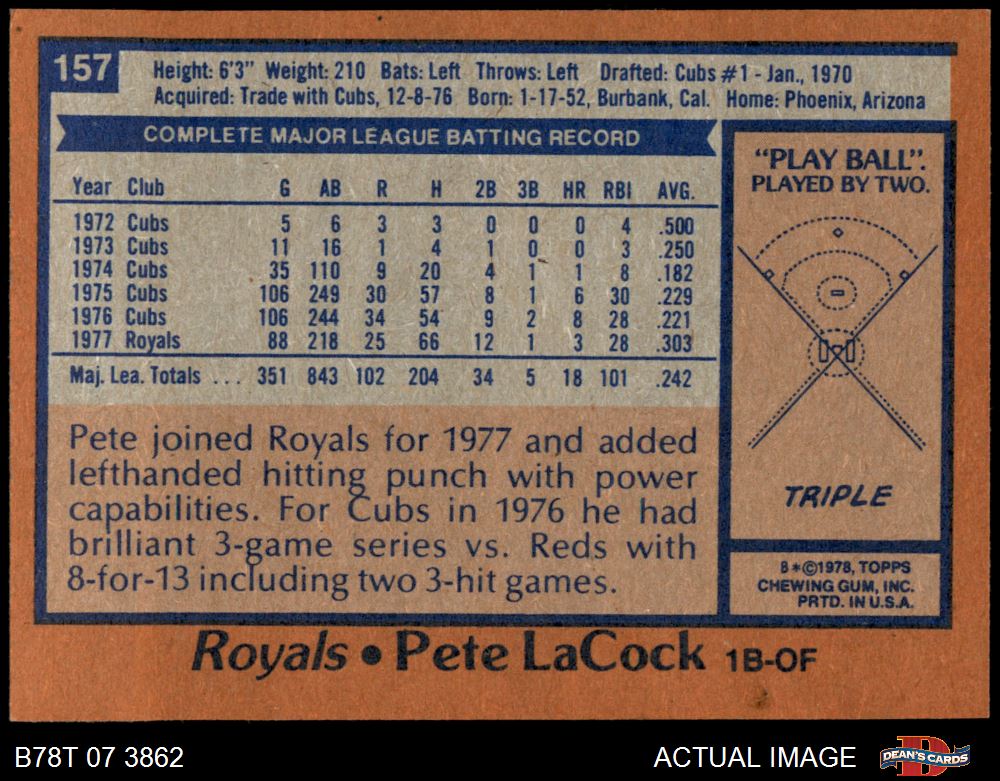 157
Height: 6'3" Weight: 210 Bats: Left Throws: Left Drafted: Cubs #1 - Jan., 1970
Acquired: Trade with Cubs, 12-8-76 Born: 1-17-52, Burbank, Cal. Home: Phoenix, Arizona
COMPLETE MAJOR LEAGUE BATTING RECORD
Year Club G AB R H 2B 3B HR RBI AVG.
1972 Cubs 5 6 3 3 0 0 0 4 .500
1973 Cubs 11 16 1 4 1 0 0 3 .250
1974 Cubs 35 110 9 20 4 1 1 8 .182
1975 Cubs 106 249 30 57 8 1 6 30 .229
1976 Cubs 106 244 34 54 9 2 8 28 .221
1977 Royals 88 218 25 66 12 1 3 28 .303
Maj. Lea. Totals ... 351 843 102 204 34 5 18 101 .242
Pete joined Royals for 1977 and added
lefthanded hitting punch with power
capabilities. For Cubs in 1976 he had
brilliant 3-game series vs. Reds with
8-for-13 including two 3-hit games.
"PLAY BALL".
PLAYED BY TWO.
TRIPLE
B*©1978, TOPPS
CHEWING GUM, INC.
PRTD. IN U.S.A.
Royals • Pete LaCock 1B-OF
B78T 07 3862
ACTUAL IMAGE
DEAN'S CARDS